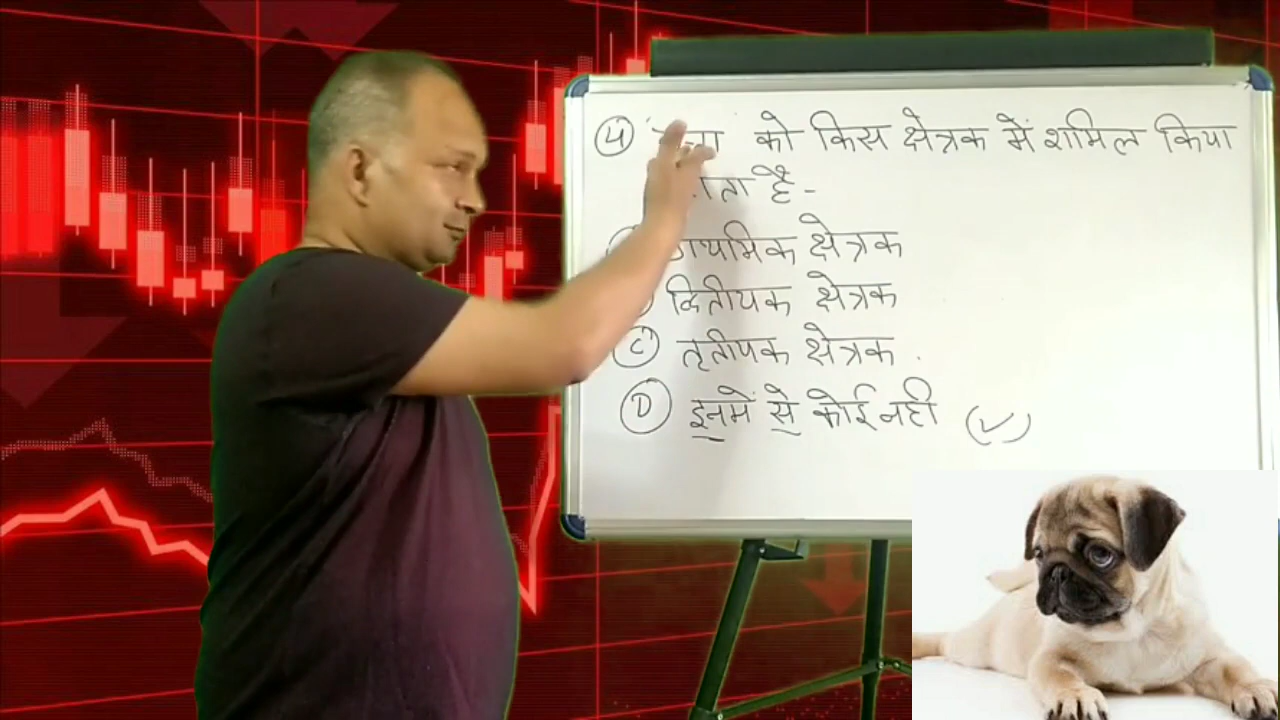 4 को किस क्षेत्रक में शामिल किया
है-
क्षेत्रक
द्वितीयक क्षेत्रक
C तृतीयक क्षेत्रक .
D इनमें से कोई नही (✓)